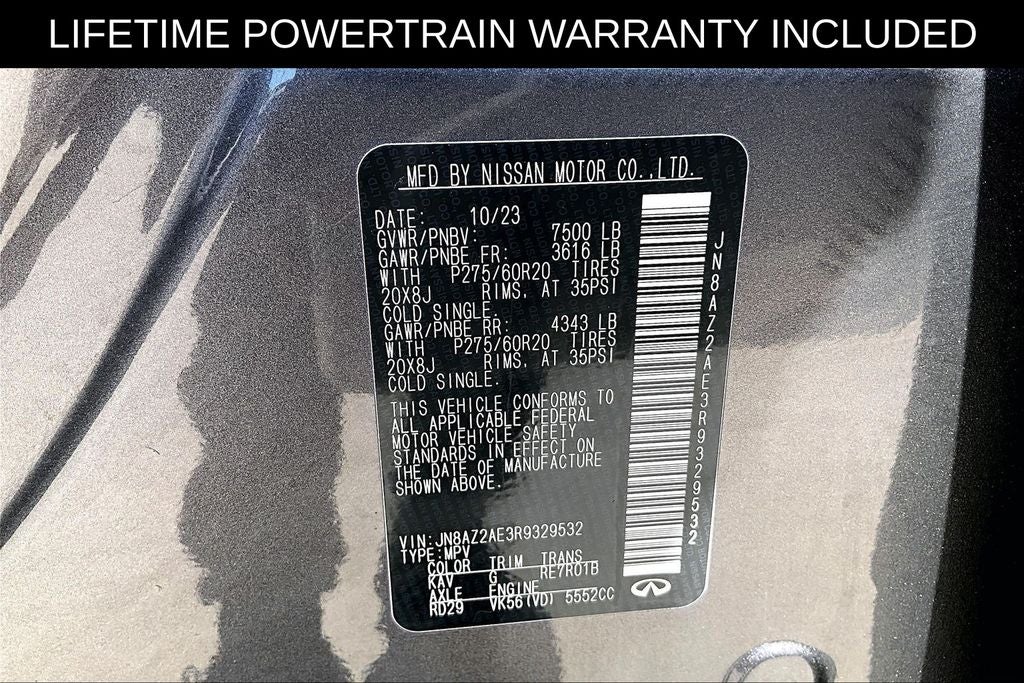 LIFETIME POWERTRAIN WARRANTY INCLUDED
MFD BY NISSAN MOTOR CO.,LTD.
DATE: 10/23
GVWR/PNBV: 7500 LB
GAWR/PNBE FR: 3616 LB
WITH P275/60R20 TIRES
20X8J RIMS, AT 35PSI
COLD SINGLE.
GAWR/PNBE RR: 4343 LB
WITH P275/60R20 TIRES
20X8J RIMS, AT 35PSI
COLD SINGLE.
THIS VEHICLE CONFORMS TO
ALL APPLICABLE FEDERAL
MOTOR VEHICLE SAFETY
STANDARDS IN EFFECT ON
THE DATE OF MANUFACTURE
SHOWN ABOVE.
VIN:JN8AZ2AE3R9329532
TYPE:MPV
COLOR TRIM TRANS
KAV G RE7R01B
AXLE ENGINE
RD29 VK56(VD) 5552CC
JN8AZ2AE3R9329532